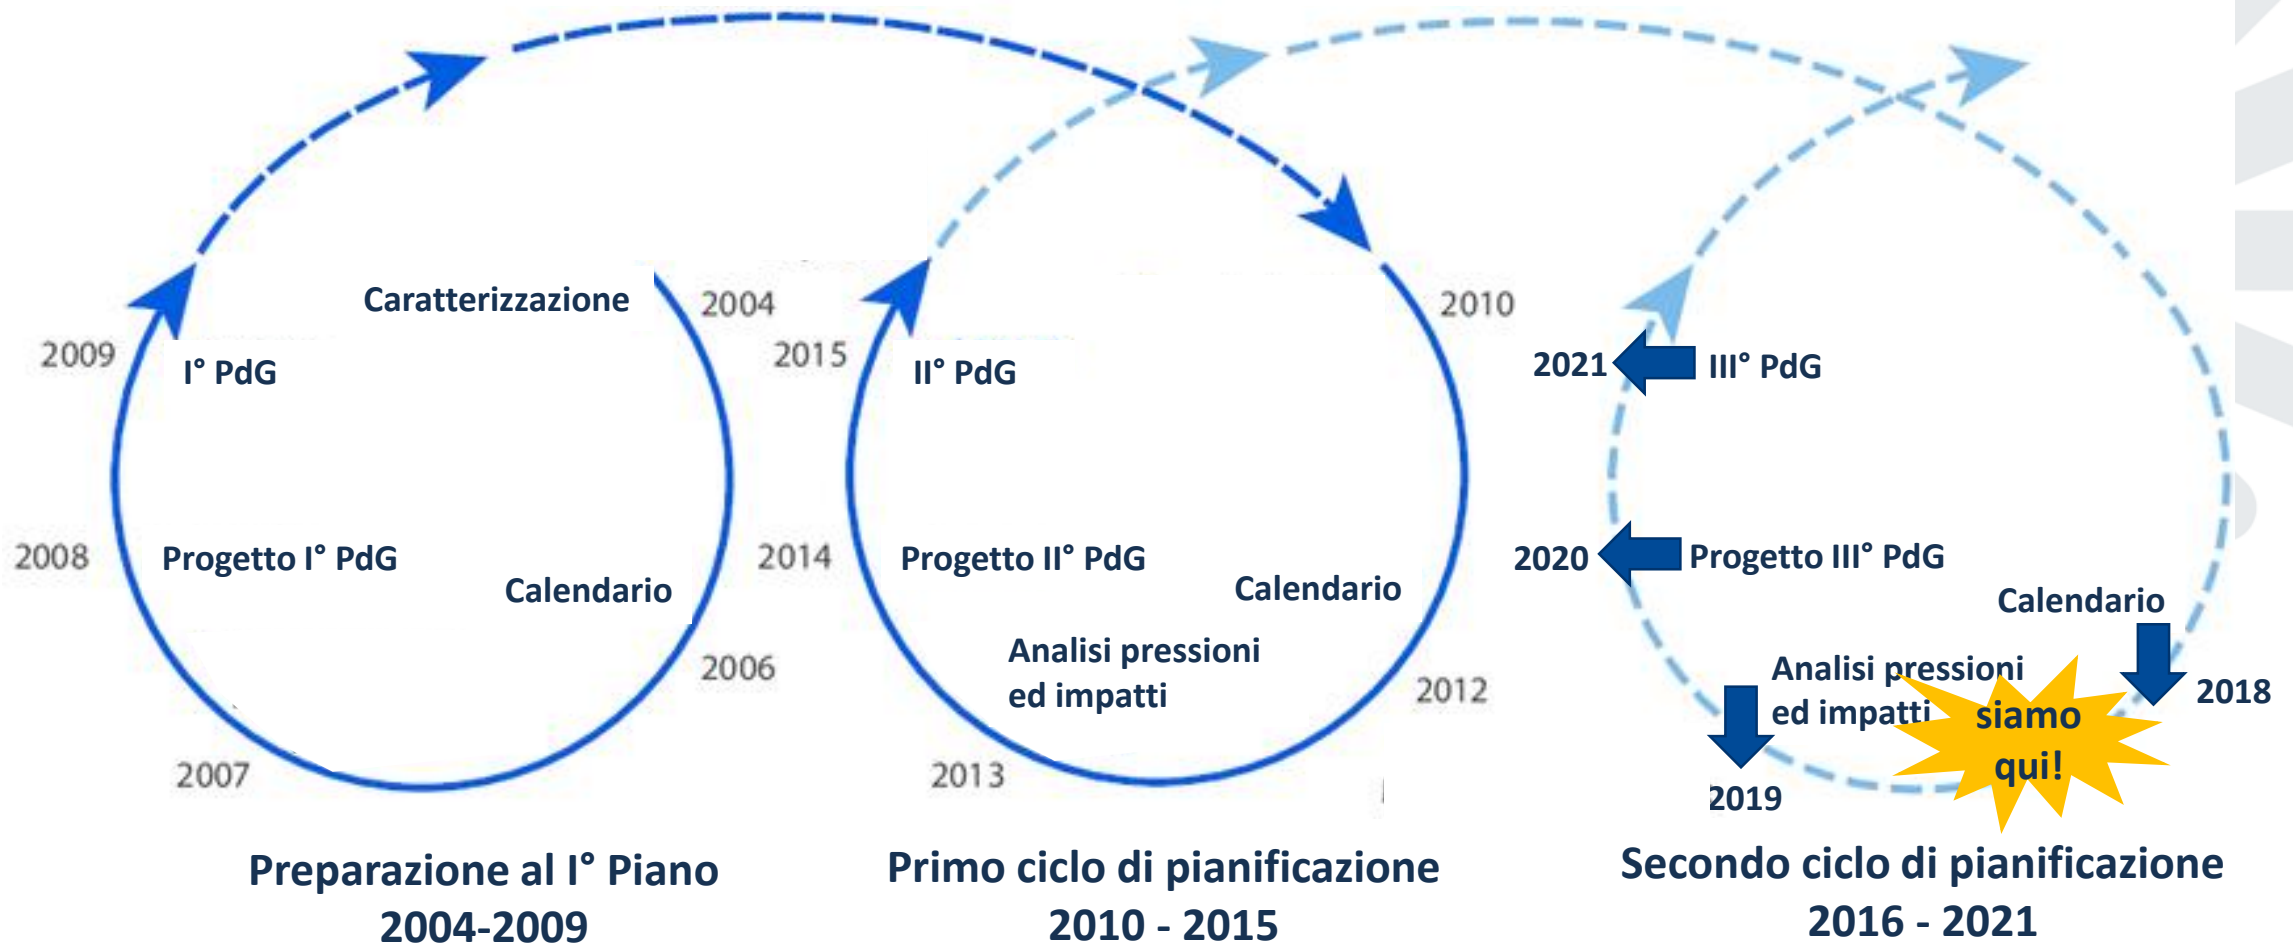 Caratterizzazione
2004
2009
I° PdG
2008
Progetto I° PdG
Calendario
2006
2007
Preparazione al I° Piano
2004-2009
2010
2015
II° PdG
2014
Progetto II° PdG
Calendario
Analisi pressioni
ed impatti
2012
2013
Primo ciclo di pianificazione
2010 - 2015
2021
III° PdG
2020
Progetto III° PdG
Calendario
Analisi pressioni
ed impatti
siamo
qui!
2018
2019
Secondo ciclo di pianificazione
2016 - 2021